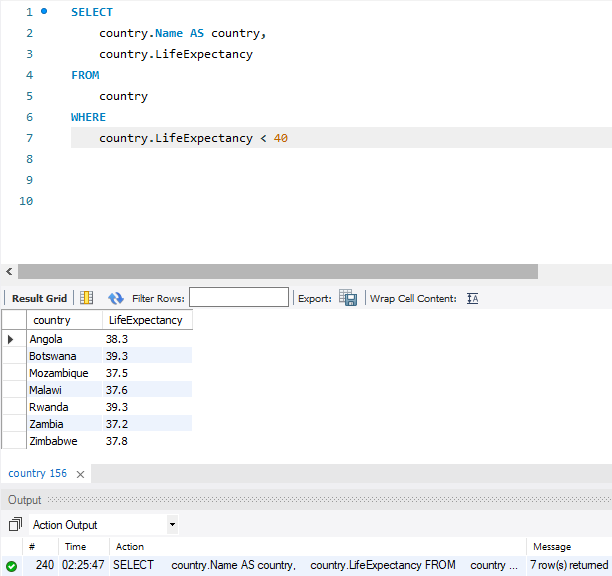 1 SELECT
2 country.Name AS country,
3 country.LifeExpectancy
4 FROM
5 country
6 WHERE
7 country.LifeExpectancy < 40
8
9
10
Result Grid Filter Rows: Export: Wrap Cell Content:
country LifeExpectancy
Angola 38.3
Botswana 39.3
Mozambique 37.5
Malawi 37.6
Rwanda 39.3
Zambia 37.2
Zimbabwe 37.8
country 156
Output
Action Output
# Time Action Message
240 02:25:47 SELECT country.Name AS country, country.LifeExpectancy FROM country ... 7 row(s) returned